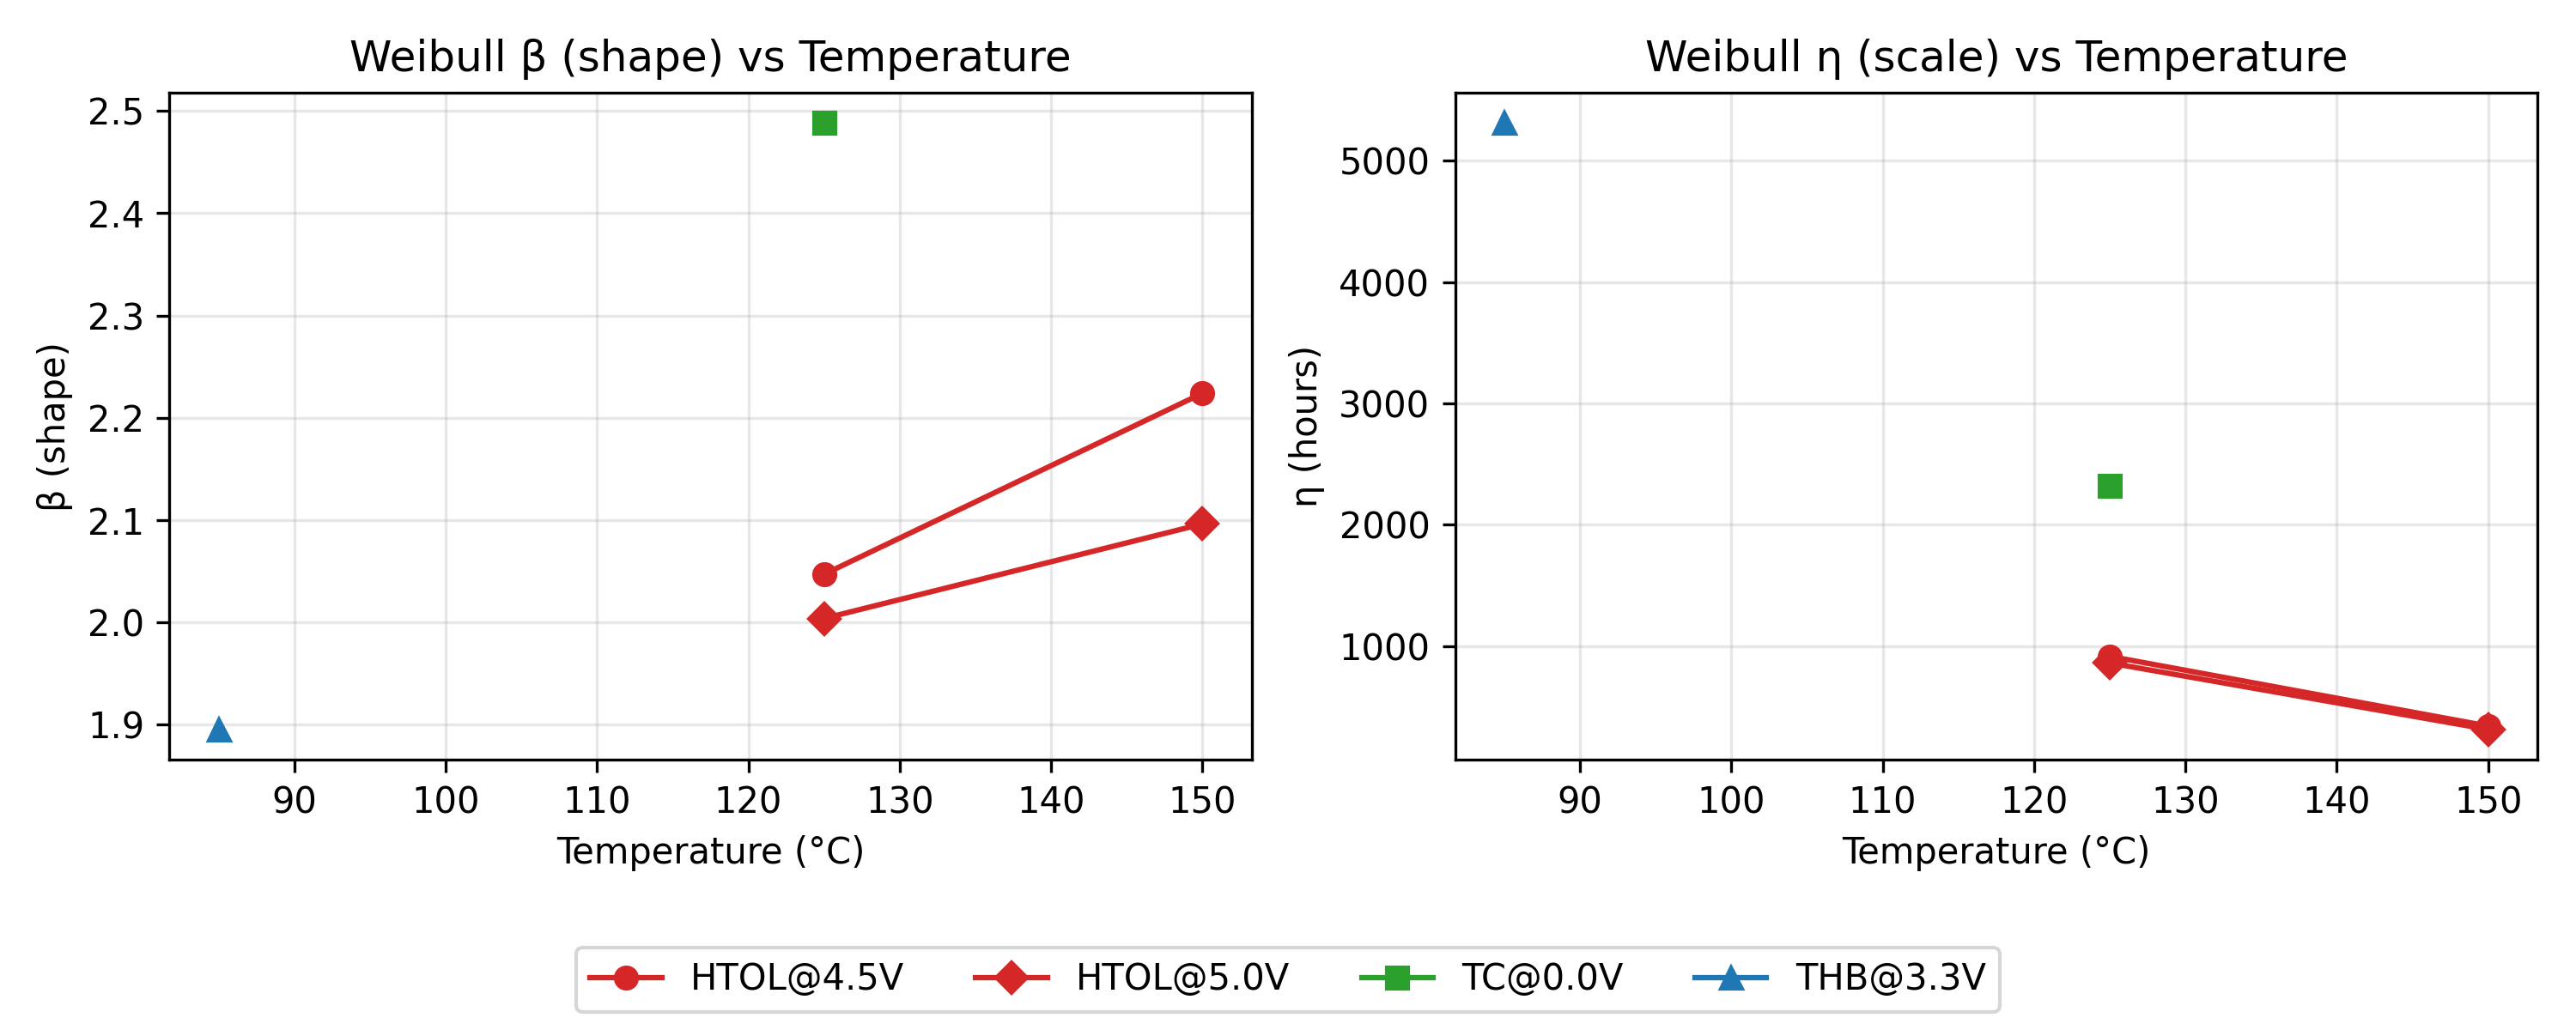 Weibull β (shape) vs Temperature
2.5
2.4
2.3
2.2
2.1
2.0
1.9
β (shape)
90 100 110 120 130 140 150
Temperature (°C)
Weibull η (scale) vs Temperature
5000
4000
3000
2000
1000
η (hours)
90 100 110 120 130 140 150
Temperature (°C)
HTOL@4.5V HTOL@5.0V TC@0.0V THB@3.3V